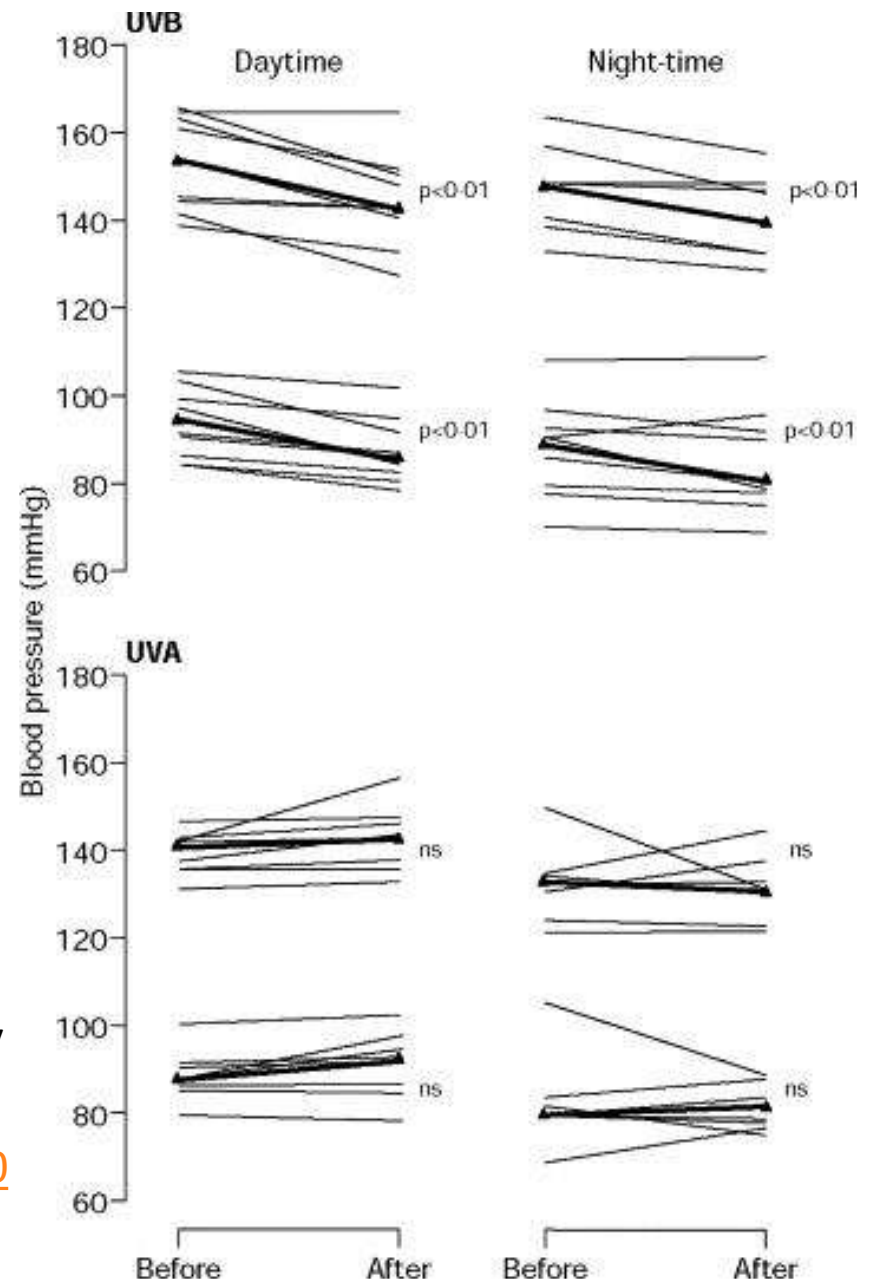 UVB
Daytime Night-time
180
160
140
120
100
80
60
p<0·01
p<0·01
p<0·01
p<0·01
Blood pressure (mmHg)
UVA
180
160
140
120
100
80
60
ns
ns
ns
ns
,
0
Before After Before After